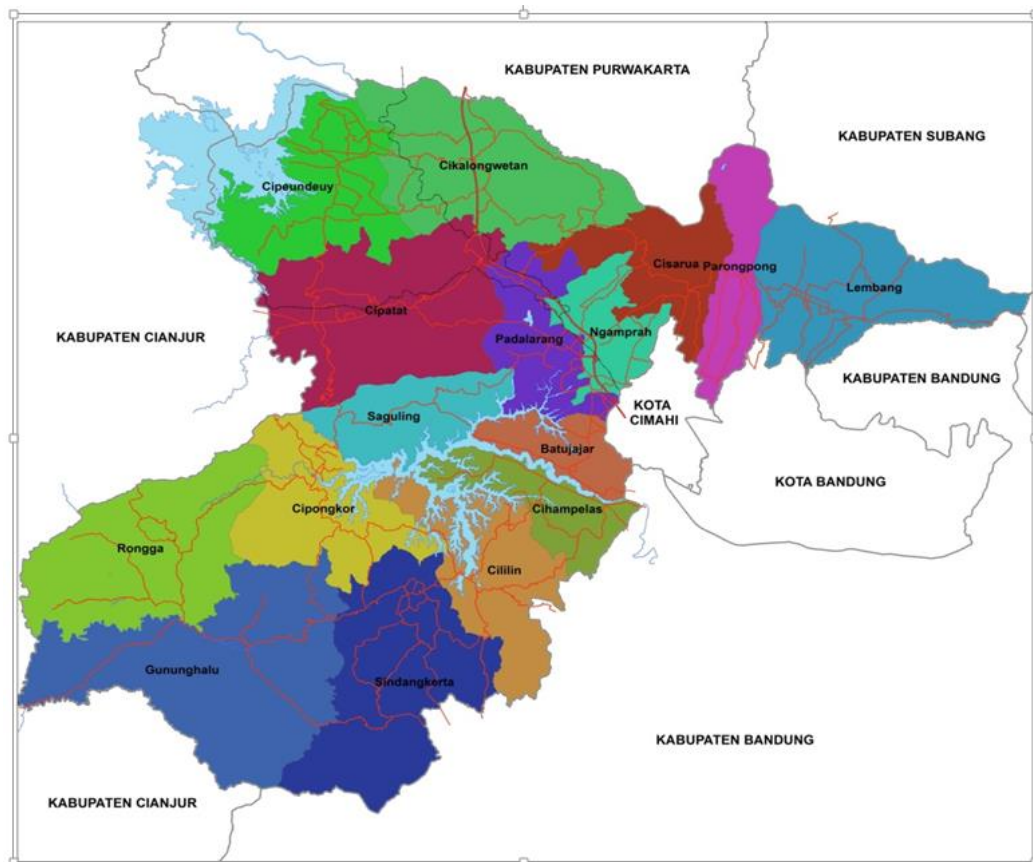 KABUPATEN PURWAKARTA
KABUPATEN SUBANG
Cikalongwetan
Cipeundeuy
Cisarua
Parongpong
Lembang
Cipatat
KABUPATEN CIANJUR
Padalarang
Ngamprah
KABUPATEN BANDUNG
KOTA
CIMAHI
Saguling
Batujajar
KOTA BANDUNG
Cipongkor
Cihampelas
Rongga
Cililin
Gununghalu
Sindangkerta
KABUPATEN BANDUNG
KABUPATEN CIANJUR